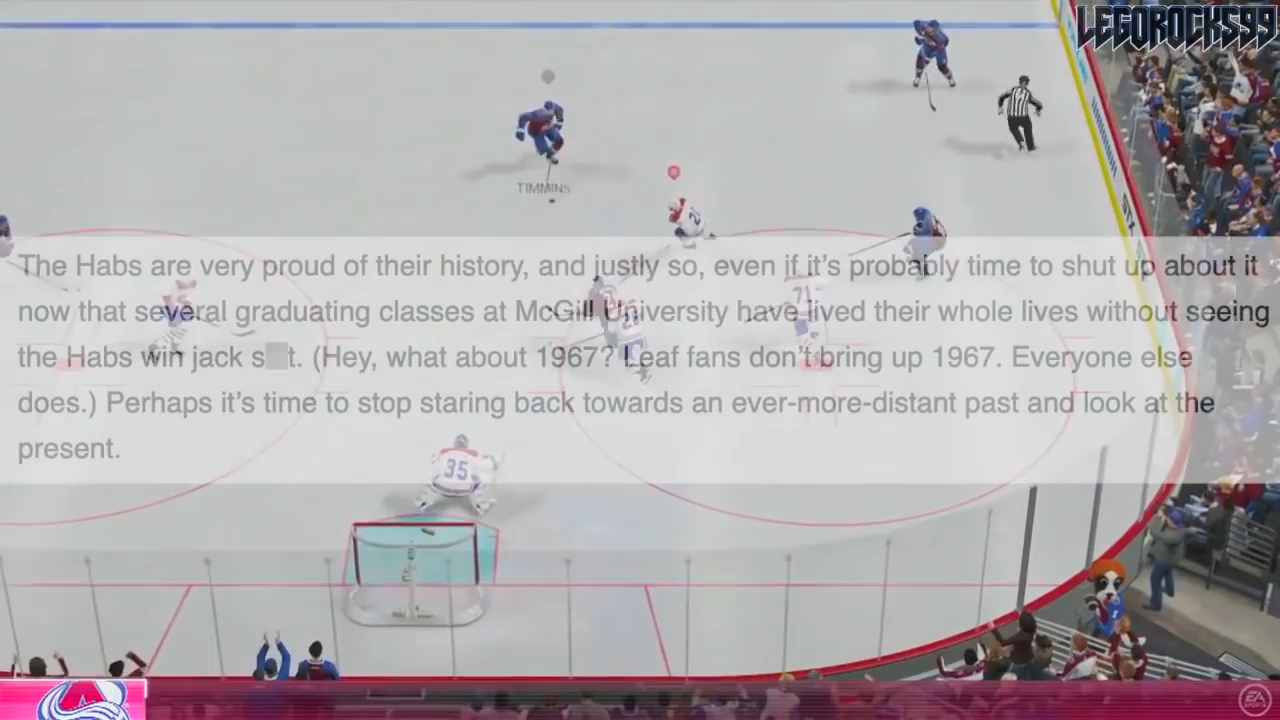 LEGOROCKS99
TIMMINS
The Habs are very proud of their history, and justly so, even if it's probably time to shut up about it
now that several graduating classes at McGill University have lived their whole lives without seeing
the Habs win jack s t. (Hey, what about 1967? Leaf fans don't bring up 1967. Everyone else
does.) Perhaps it's time to stop staring back towards an ever-more-distant past and look at the
present.
71
35
EA
SPORTS